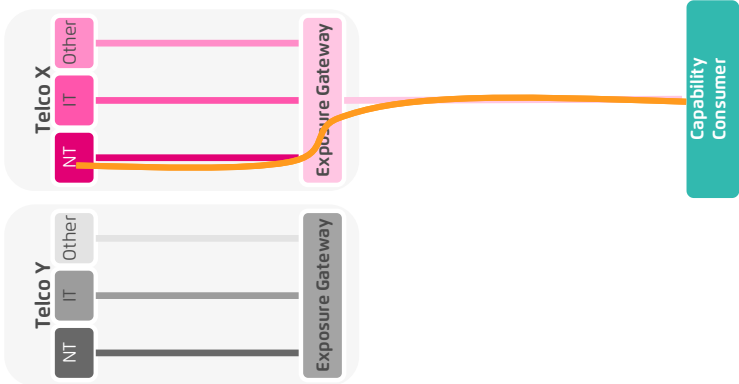 Telco X
Other
IT
NT
Exposure Gateway
Capability
Consumer
Telco Y
Other
IT
NT
Exposure Gateway